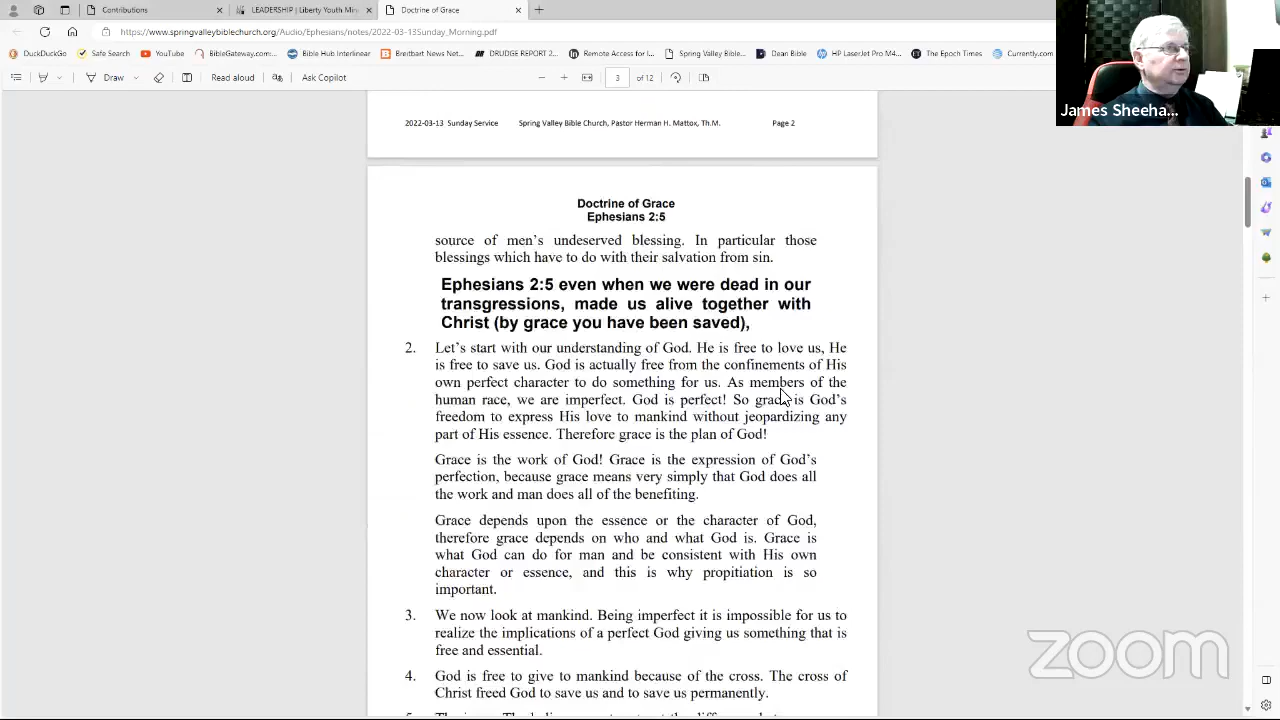 Contributions
LEADERSHIP | Liberty Youth Min
Doctrine of Grace
https://www.springvalleybiblechurch.org/Audio/Ephesians/notes/2022-03-13Sunday_Morning.pdf
DuckDuckGo
YouTube
BibleGateway.com:
Bible Hub Interlinear
Breitbart News Net...
DRUDGE REPORT 2...
Remote Access for I...
Spring Valley Bible...
Dean Bible
HP LaserJet Pro M4...
The Epoch Times
Currently.com
Draw
Read aloud
Ask Copilot
3 of 12
James Sheeha...
2022-03-13 Sunday Service Spring Valley Bible Church, Pastor Herman H. Mattox, Th.M. Page 2
Doctrine of Grace
Ephesians 2:5
source of men's undeserved blessing. In particular those
blessings which have to do with their salvation from sin.
Ephesians 2:5 even when we were dead in our
transgressions, made us alive together with
Christ (by grace you have been saved),
2. Let's start with our understanding of God. He is free to love us, He
is free to save us. God is actually free from the confinements of His
own perfect character to do something for us. As members of the
human race, we are imperfect. God is perfect! So grace is God's
freedom to express His love to mankind without jeopardizing any
part of His essence. Therefore grace is the plan of God!
Grace is the work of God! Grace is the expression of God's
perfection, because grace means very simply that God does all
the work and man does all of the benefiting.
Grace depends upon the essence or the character of God,
therefore grace depends on who and what God is. Grace is
what God can do for man and be consistent with His own
character or essence, and this is why propitiation is so
important.
3. We now look at mankind. Being imperfect it is impossible for us to
realize the implications of a perfect God giving us something that is
free and essential.
4. God is free to give to mankind because of the cross. The cross of
Christ freed God to save us and to save us permanently.
zoom